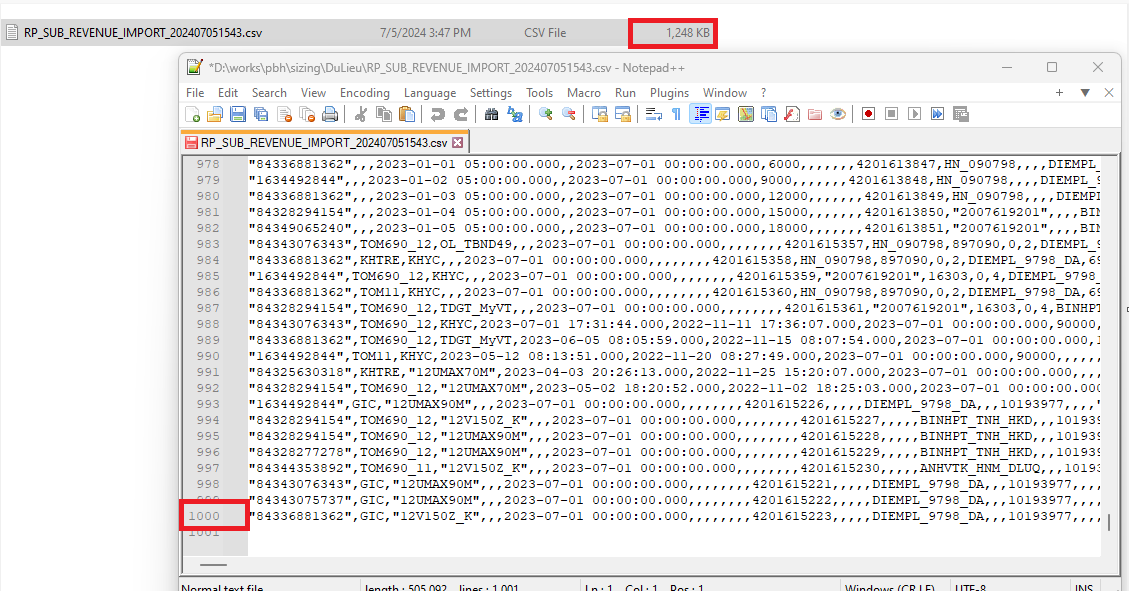 RP_SUB_REVENUE_IMPORT_202407051543.csv 7/5/2024 3:47 PM CSV File 1,248 KB
*D:\works\pbh\sizing\DuLieu\RP_SUB_REVENUE_IMPORT_202407051543.csv - Notepad++
File Edit Search View Encoding Language Settings Tools Macro Run Plugins Window ?
RP_SUB_REVENUE_IMPORT_202407051543.csv
978 "84336881362",,,2023-01-01 05:00:00.000,,2023-07-01 00:00:00.000,6000,,,,,,,4201613847,HN_090798,,,,DIEMPL_
979 "1634492844",,,2023-01-02 05:00:00.000,,2023-07-01 00:00:00.000,9000,,,,,,,4201613848,HN_090798,,,,DIEMPL_9
980 "84336881362",,,2023-01-03 05:00:00.000,,2023-07-01 00:00:00.000,12000,,,,,,,4201613849,HN_090798,,,,DIEMP
981 "84328294154",,,2023-01-04 05:00:00.000,,2023-07-01 00:00:00.000,15000,,,,,,,4201613850,"2007619201",,,,BIN
982 "84349065240",,,2023-01-05 05:00:00.000,,2023-07-01 00:00:00.000,18000,,,,,,,4201613851,"2007619201",,,,BIN
983 "84343076343",TOM690_12,OL_TBND49,,,2023-07-01 00:00:00.000,,,,,,,,4201615357,HN_090798,897090,0,2,DIEMPL_9
984 "84336881362",KHTRE,KHYC,,,2023-07-01 00:00:00.000,,,,,,,,4201615358,HN_090798,897090,0,2,DIEMPL_9798_DA,69
985 "1634492844",TOM690_12,KHYC,,,2023-07-01 00:00:00.000,,,,,,,,4201615359,"2007619201",16303,0,4,DIEMPL_9798_
986 "84336881362",TOM11,KHYC,,,2023-07-01 00:00:00.000,,,,,,,,4201615360,HN_090798,897090,0,2,DIEMPL_9798_DA,69
987 "84328294154",TOM690_12,TDGT_MyVT,,,2023-07-01 00:00:00.000,,,,,,,,4201615361,"2007619201",16303,0,4,BINHPT
988 "84343076343",TOM690_12,KHYC,2023-07-01 17:31:44.000,2022-11-11 17:36:07.000,2023-07-01 00:00:00.000,90000,
989 "84336881362",TOM690_12,TDGT_MyVT,2023-06-05 08:05:59.000,2022-11-15 08:07:54.000,2023-07-01 00:00:00.000,1
990 "1634492844",TOM11,KHYC,2023-05-12 08:13:51.000,2022-11-20 08:27:49.000,2023-07-01 00:00:00.000,90000,,,,,,
991 "84325630318",KHTRE,"12UMAX70M",2023-04-03 20:26:13.000,2022-11-25 15:20:07.000,2023-07-01 00:00:00.000,,,,
992 "84328294154",TOM690_12,"12UMAX70M",2023-05-02 18:20:52.000,2022-11-02 18:25:03.000,2023-07-01 00:00:00.000
993 "1634492844",GIC,"12UMAX90M",,,2023-07-01 00:00:00.000,,,,,,,,4201615226,,,,,DIEMPL_9798_DA,,,10193977,,,,"
994 "84328294154",TOM690_12,"12V150Z_K",,,2023-07-01 00:00:00.000,,,,,,,,4201615227,,,,,BINHPT_TNH_HKD,,,101939
995 "84328294154",TOM690_12,"12UMAX90M",,,2023-07-01 00:00:00.000,,,,,,,,4201615228,,,,,BINHPT_TNH_HKD,,,101939
996 "84328277278",TOM690_12,"12UMAX90M",,,2023-07-01 00:00:00.000,,,,,,,,4201615229,,,,,BINHPT_TNH_HKD,,,101939
997 "84344353892",TOM690_11,"12V150Z_K",,,2023-07-01 00:00:00.000,,,,,,,,4201615230,,,,,ANHVTK_HNM_DLUQ,,,10193
998 "84343076343",GIC,"12UMAX90M",,,2023-07-01 00:00:00.000,,,,,,,,4201615221,,,,,DIEMPL_9798_DA,,,10193977,,,,
999 "84343075737",GIC,"12UMAX90M",,,2023-07-01 00:00:00.000,,,,,,,,4201615222,,,,,DIEMPL_9798_DA,,,10193977,,,,
1000 "84336881362",GIC,"12V150Z_K",,,2023-07-01 00:00:00.000,,,,,,,,4201615223,,,,,DIEMPL_9798_DA,,,10193977,,,,
1001
Normal text file length : 505,092 lines : 1,001 Ln : 1 Col : 1 Pos : 1 Windows (CR LF) UTF-8 INS